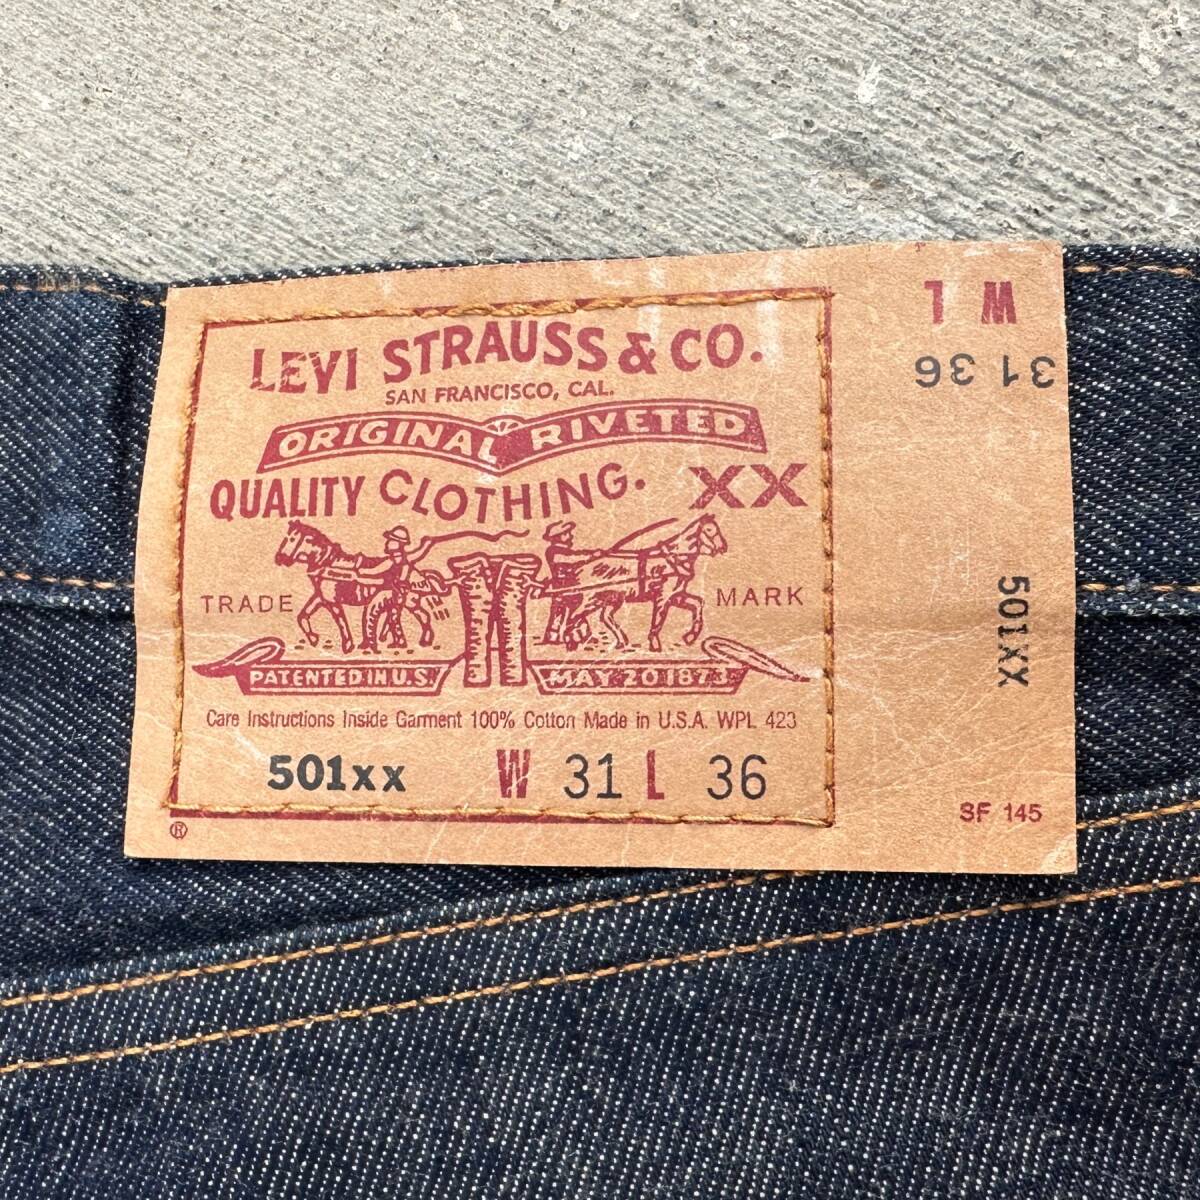 LEVI STRAUSS & CO.
SAN FRANCISCO, CAL.
ORIGINAL RIVETED
QUALITY CLOTHING. XX
TRADE MARK
PATENTED IN U.S. MAY 20 1873
Care Instructions Inside Garment 100% Cotton Made in U.S.A. WPL 423
501xx W 31 L 36
®
W L
31 36
501XX
SF 145